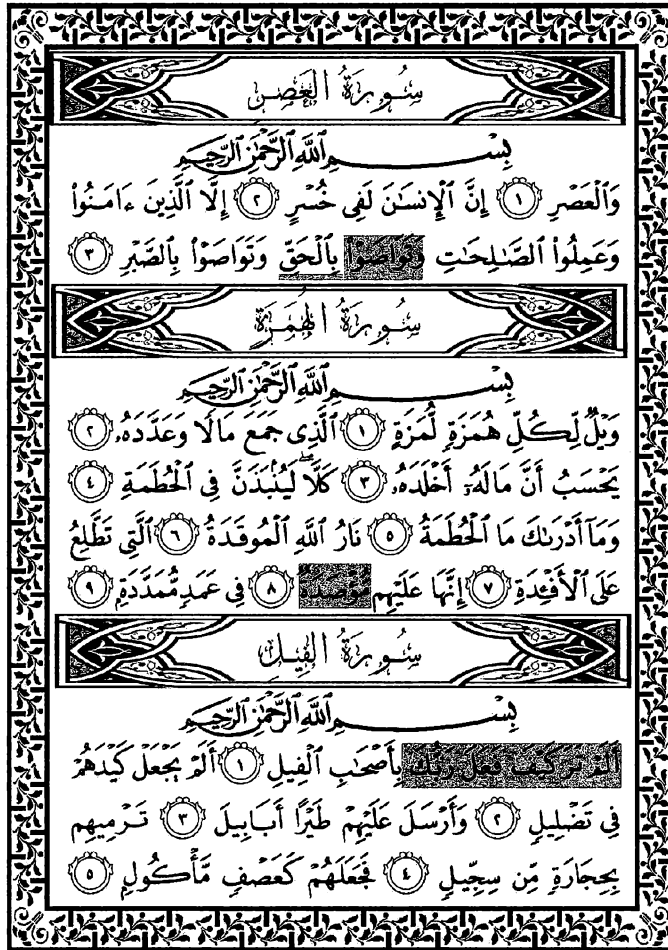 سُورَةُ العَصْرِ
بِسْمِ ٱللَّهِ ٱلرَّحْمَٰنِ ٱلرَّحِيمِ
وَٱلْعَصْرِ ١ إِنَّ ٱلْإِنسَٰنَ لَفِى خُسْرٍ ٢ إِلَّا ٱلَّذِينَ ءَامَنُوا۟
وَعَمِلُوا۟ ٱلصَّٰلِحَٰتِ وَتَوَاصَوْا۟ بِٱلْحَقِّ وَتَوَاصَوْا۟ بِٱلصَّبْرِ ٣
سُورَةُ الهُمَزَةِ
بِسْمِ ٱللَّهِ ٱلرَّحْمَٰنِ ٱلرَّحِيمِ
وَيْلٌ لِّكُلِّ هُمَزَةٍ لُّمَزَةٍ ١ ٱلَّذِى جَمَعَ مَالًا وَعَدَّدَهُۥ ٢
يَحْسَبُ أَنَّ مَالَهُۥٓ أَخْلَدَهُۥ ٣ كَلَّا ۖ لَيُنۢبَذَنَّ فِى ٱلْحُطَمَةِ ٤
وَمَآ أَدْرَىٰكَ مَا ٱلْحُطَمَةُ ٥ نَارُ ٱللَّهِ ٱلْمُوقَدَةُ ٦ ٱلَّتِى تَطَّلِعُ
عَلَى ٱلْأَفْـِٔدَةِ ٧ إِنَّهَا عَلَيْهِم مُّؤْصَدَةٌ ٨ فِى عَمَدٍ مُّمَدَّدَةٍۭ ٩
سُورَةُ الفِيلِ
بِسْمِ ٱللَّهِ ٱلرَّحْمَٰنِ ٱلرَّحِيمِ
أَلَمْ تَرَ كَيْفَ فَعَلَ رَبُّكَ بِأَصْحَٰبِ ٱلْفِيلِ ١ أَلَمْ يَجْعَلْ كَيْدَهُمْ
فِى تَضْلِيلٍ ٢ وَأَرْسَلَ عَلَيْهِمْ طَيْرًا أَبَابِيلَ ٣ تَرْمِيهِم
بِحِجَارَةٍ مِّن سِجِّيلٍ ٤ فَجَعَلَهُمْ كَعَصْفٍ مَّأْكُولٍۭ ٥